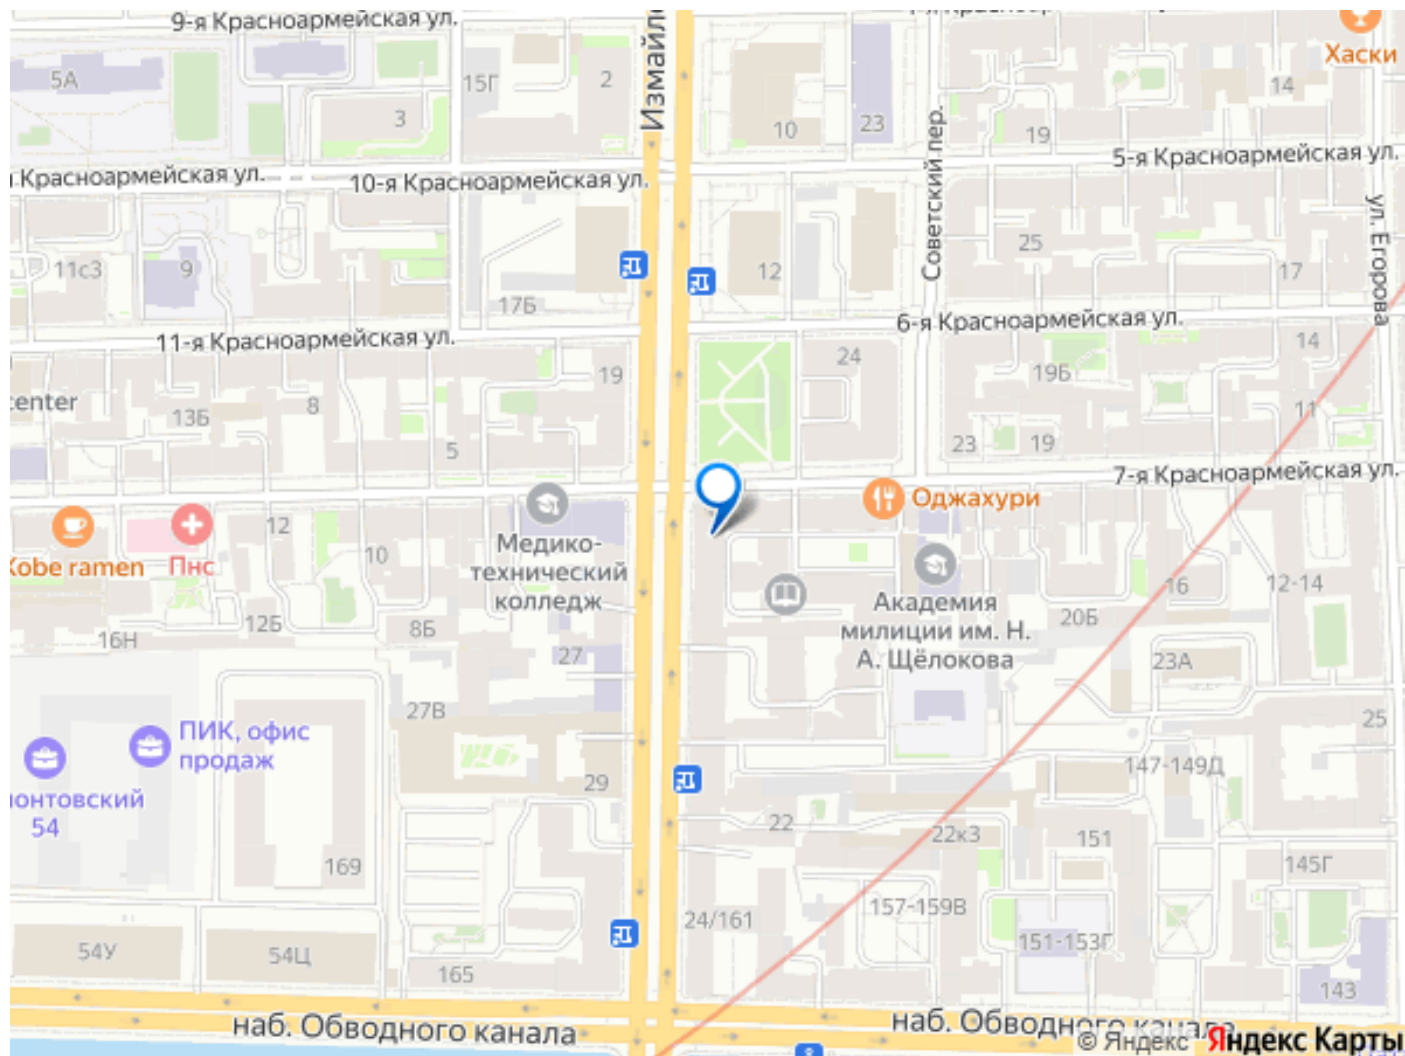 9-я Красноармейская ул.
Хаски
5А
15Г
2
14
3
10
23
19
Советский пер.
5-я Красноармейская ул.
Красноармейская ул.
10-я Красноармейская ул.
ул. Егорова
11с3
9
25
12
17
17Б
6-я Красноармейская ул.
11-я Красноармейская ул.
24
14
19
19Б
center
13Б
8
11
5
23
19
7-я Красноармейская ул.
Оджахури
12
Медико-
технический
колледж
10
Kobe ramen
Пнс
16
12-14
Академия
милиции им. Н.
А. Щёлокова
20Б
12Б
8Б
16Н
27
23А
27В
25
ПИК, офис
продаж
147-149Д
29
54
22
22к3
151
169
145Г
157-159В
24/161
151-153Г
54У
54Ц
165
143
наб. Обводного канала
наб. Обводного канала
© Яндекс Яндекс Карты